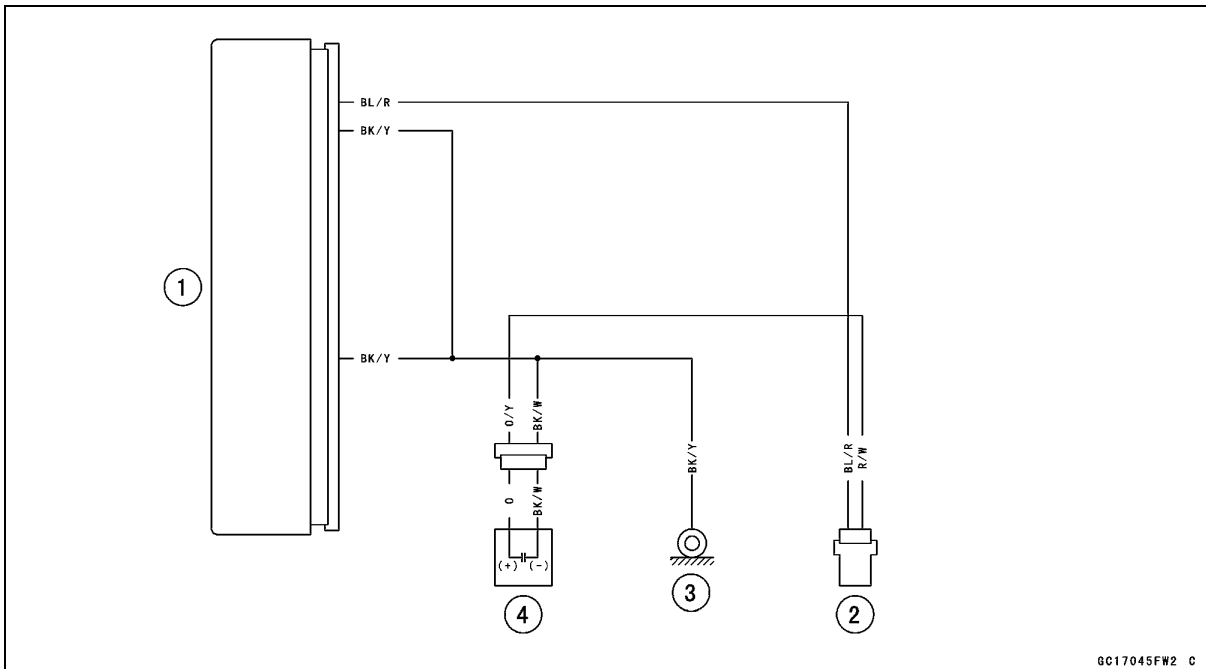 BL/R
BK/Y
1
BK/Y
O/Y
BK/W
BK/Y
BL/R
R/W
O
BK/W
(+) (-)
4
3
2
GC17045FW2 C